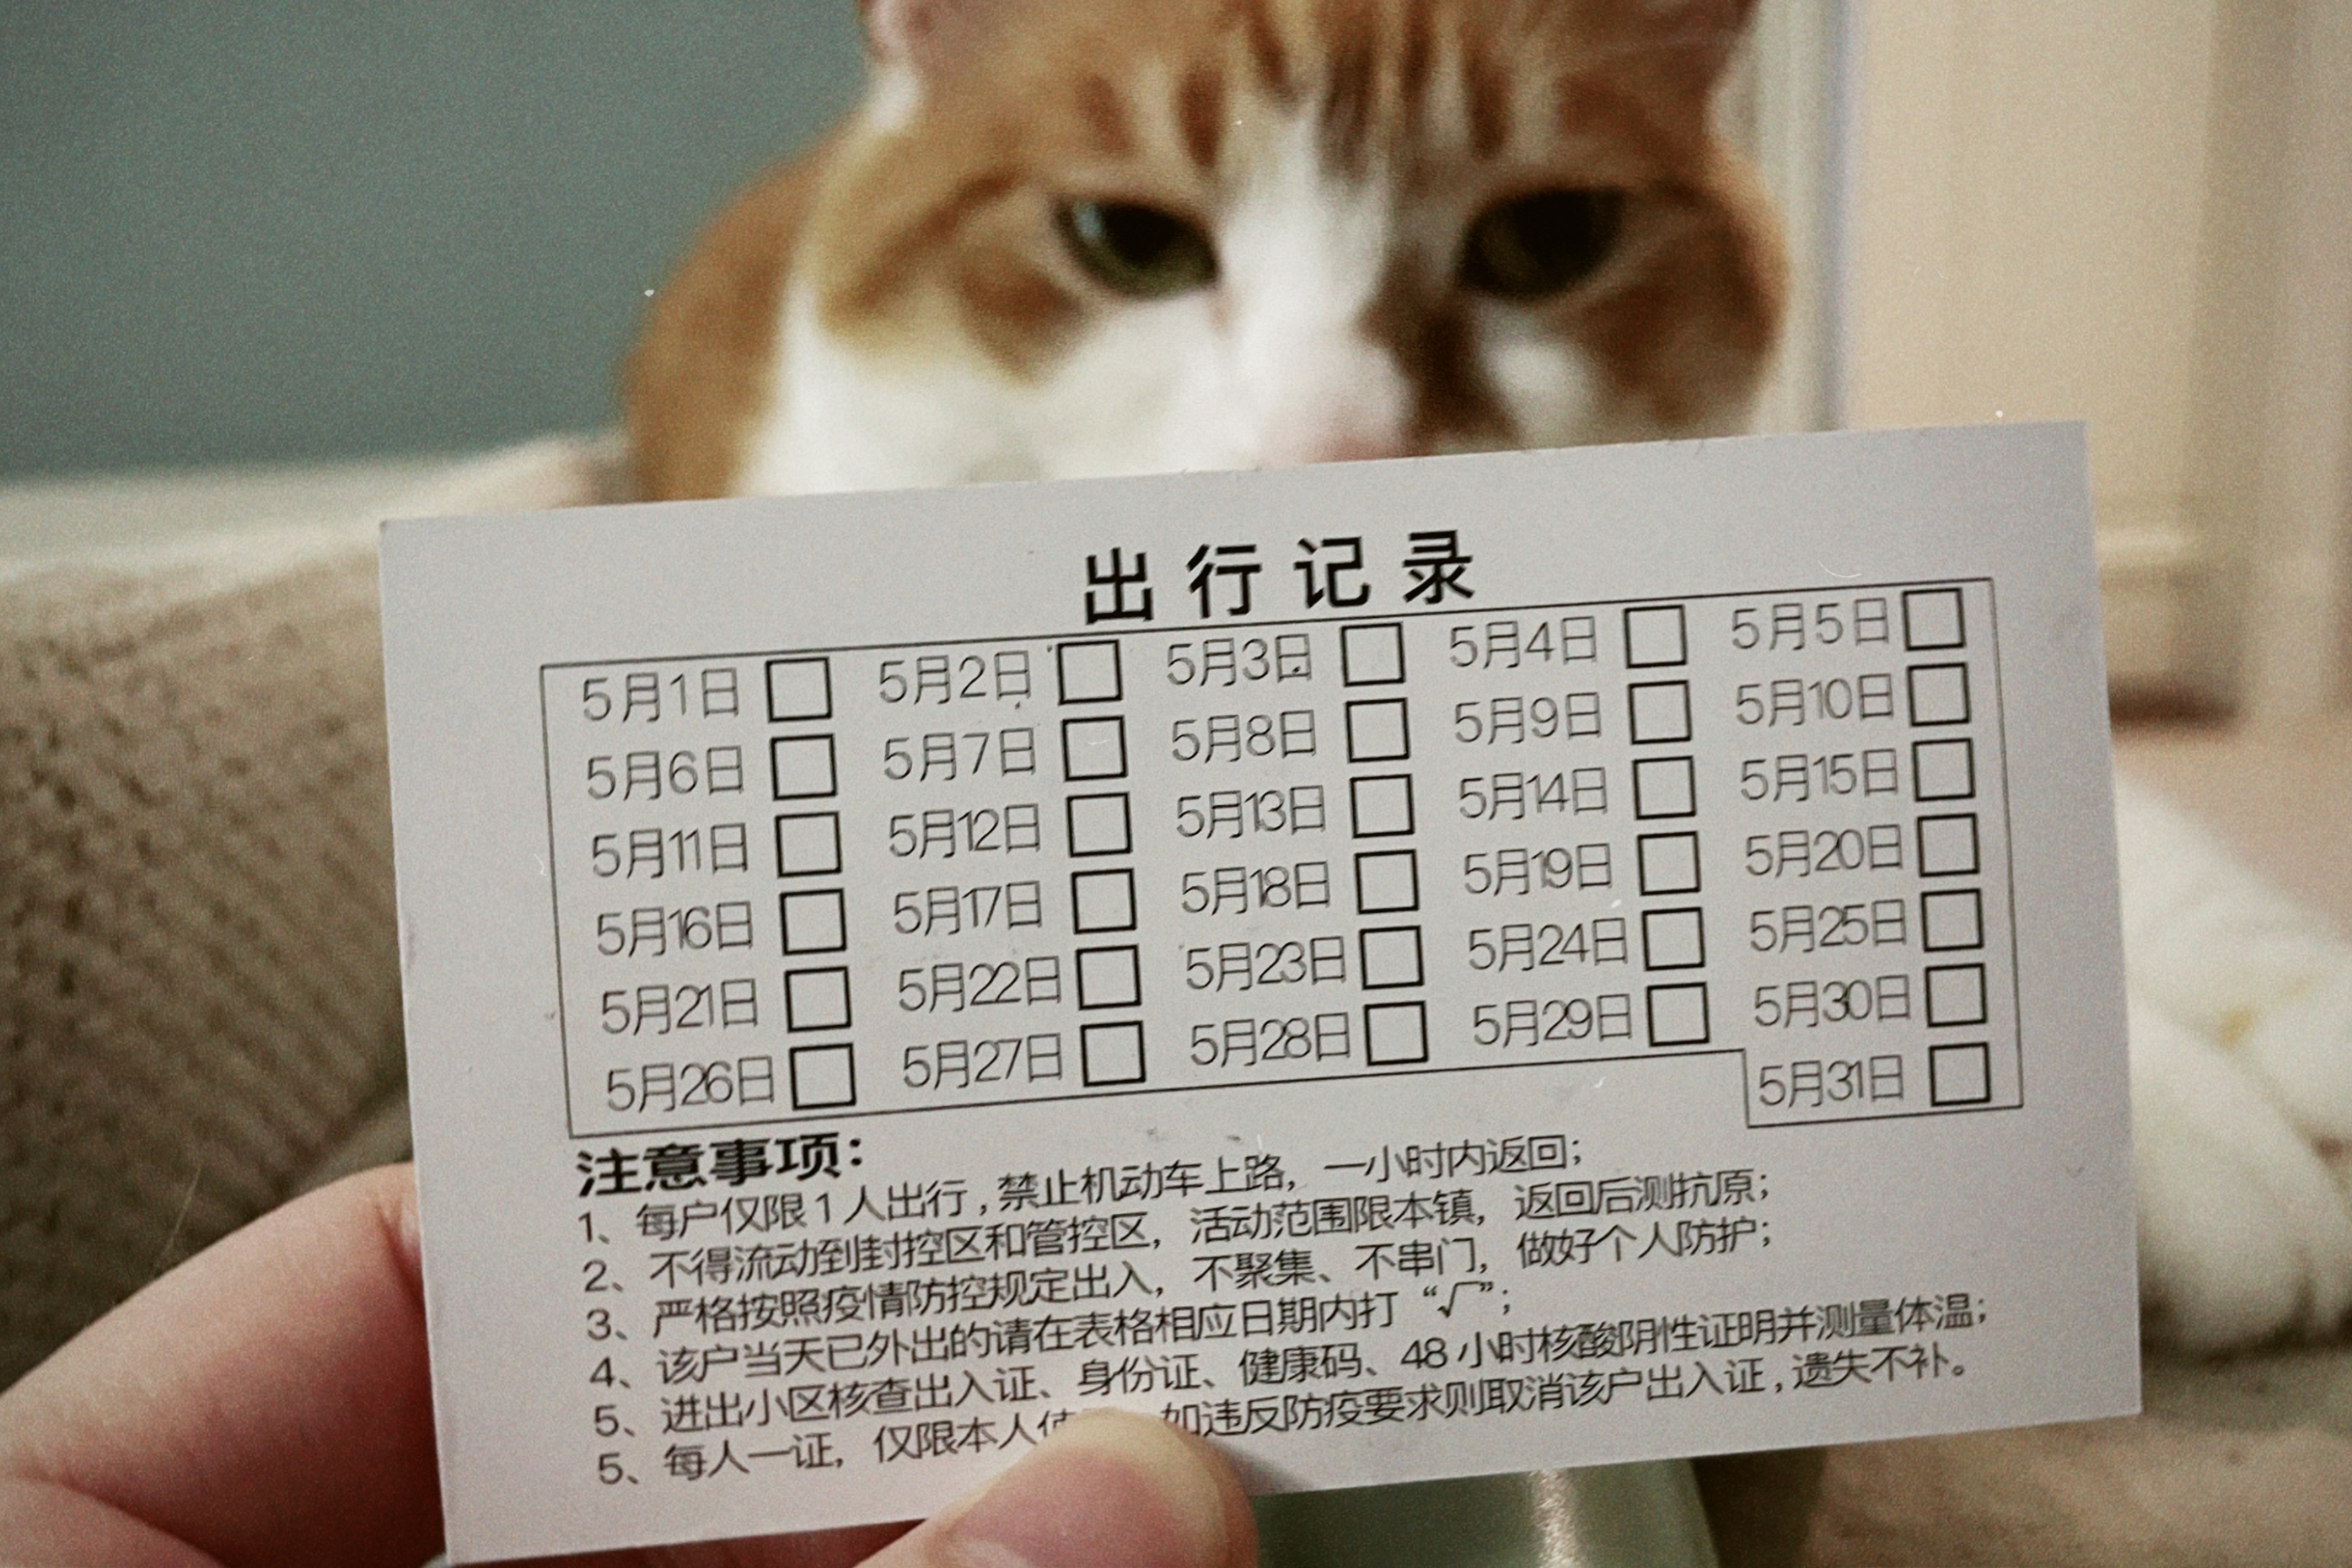 出行记录
5月1日 □ 5月2日 □ 5月3日 □ 5月4日 □ 5月5日 □
5月6日 □ 5月7日 □ 5月8日 □ 5月9日 □ 5月10日 □
5月11日 □ 5月12日 □ 5月13日 □ 5月14日 □ 5月15日 □
5月16日 □ 5月17日 □ 5月18日 □ 5月19日 □ 5月20日 □
5月21日 □ 5月22日 □ 5月23日 □ 5月24日 □ 5月25日 □
5月26日 □ 5月27日 □ 5月28日 □ 5月29日 □ 5月30日 □
5月31日 □
注意事项：
1、每户仅限1人出行，禁止机动车上路，一小时内返回；
2、不得流动到封控区和管控区，活动范围限本镇，返回后测抗原；
3、严格按照疫情防控规定出入，不聚集、不串门，做好个人防护；
4、该户当天已外出的请在表格相应日期内打“√”；
5、进出小区核查出入证、身份证、健康码、48小时核酸阴性证明并测量体温；
5、每人一证，仅限本人 如违反防疫要求则取消该户出入证，遗失不补。